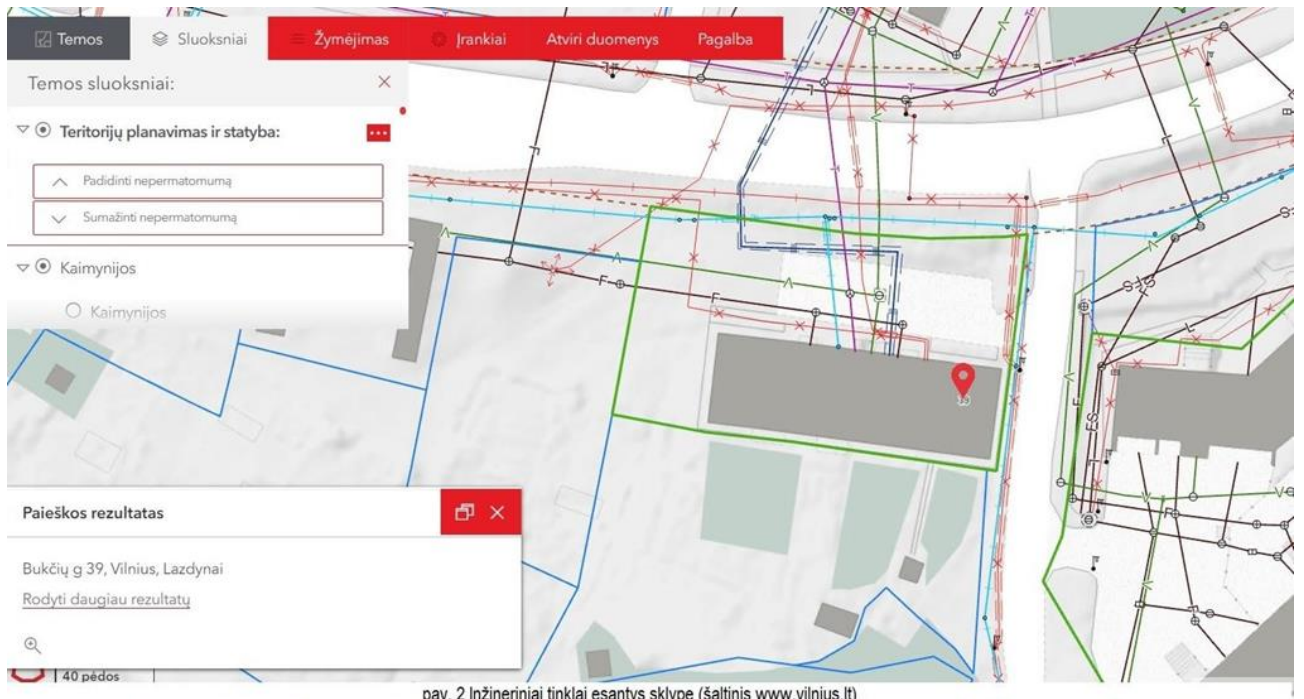 Temos Sluoksniai Žymėjimas Įrankiai Atviri duomenys Pagalba
Temos sluoksniai:
Teritorijų planavimas ir statyba:
Padidinti nepermatomumą
Sumažinti nepermatomumą
Kaimynijos
Kaimynijos
39
Paieškos rezultatas
Bukčių g 39, Vilnius, Lazdynai
Rodyti daugiau rezultatų
40 pėdos
pav. 2 Inžineriniai tinklai esantys sklype (šaltinis www.vilnius.lt)